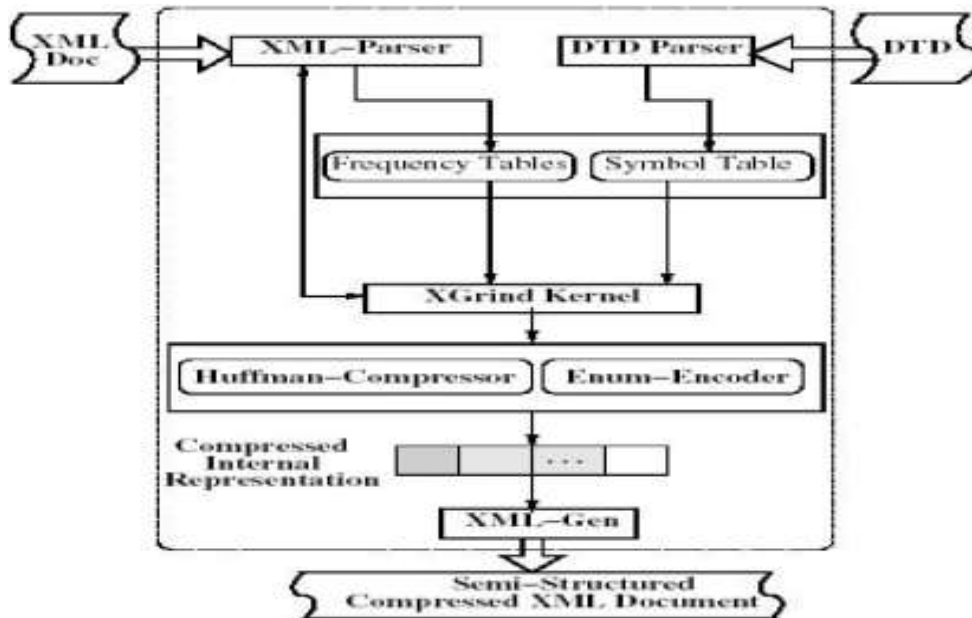 XML
Doc
XML-Parser
DTD Parser
DTD
Frequency Tables
Symbol Table
XGrind Kernel
Huffman-Compressor
Enum-Encoder
Compressed
Internal
Representation
...
XML-Gen
Semi-Structured
Compressed XML Document